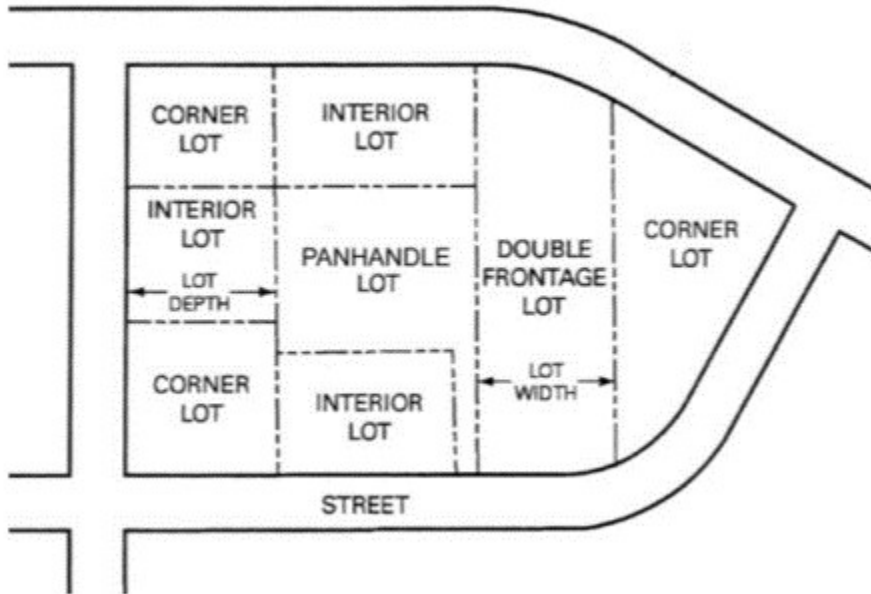 CORNER
LOT
INTERIOR
LOT
INTERIOR
LOT
LOT
DEPTH
PANHANDLE
LOT
DOUBLE
FRONTAGE
LOT
CORNER
LOT
CORNER
LOT
INTERIOR
LOT
LOT
WIDTH
STREET